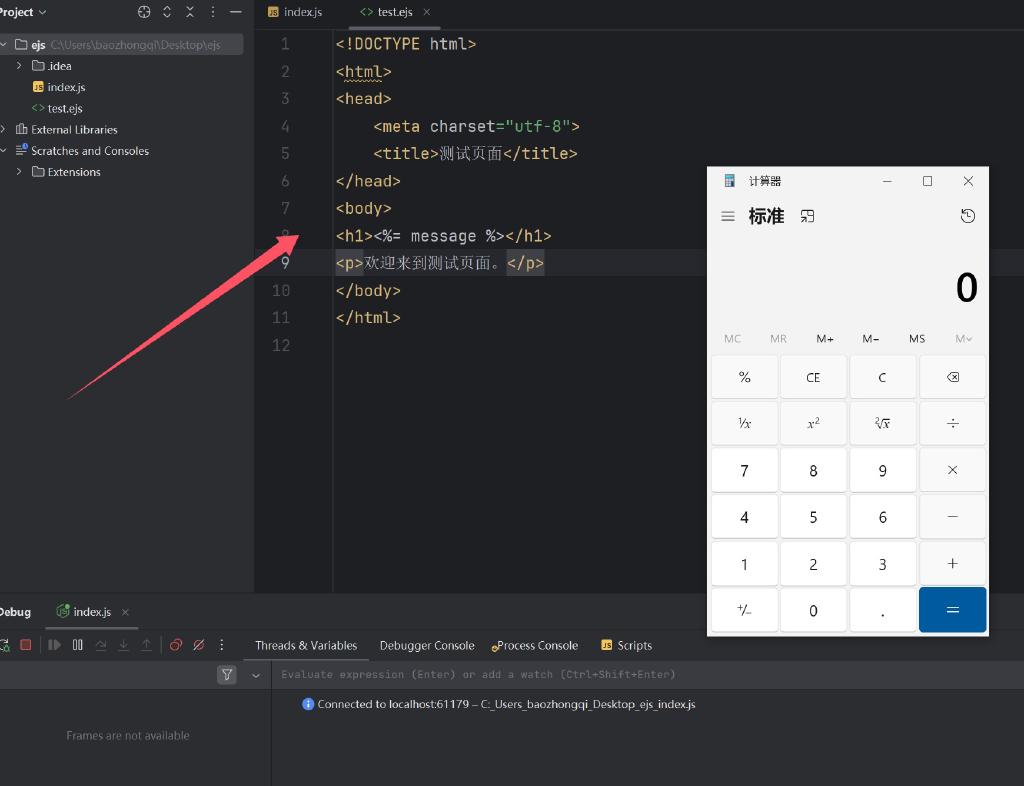 Project
index.js
test.ejs
ejs C:\Users\baozhongqi\Desktop\ejs
.idea
index.js
test.ejs
External Libraries
Scratches and Consoles
Extensions
1 <!DOCTYPE html>
2 <html>
3 <head>
4 <meta charset="utf-8">
5 <title>测试页面</title>
6 </head>
7 <body>
8 <h1><%= message %></h1>
9 <p>欢迎来到测试页面。</p>
10 </body>
11 </html>
12
计算器
标准
0
MC MR M+ M- MS M
% CE C
⅟x x² ²√x ÷
7 8 9 ×
4 5 6 −
1 2 3 +
+/- 0 . =
Debug
index.js
Threads & Variables
Debugger Console
Process Console
JS Scripts
Evaluate expression (Enter) or add a watch (Ctrl+Shift+Enter)
Connected to localhost:61179 – C:_Users_baozhongqi_Desktop_ejs_index.js
Frames are not available